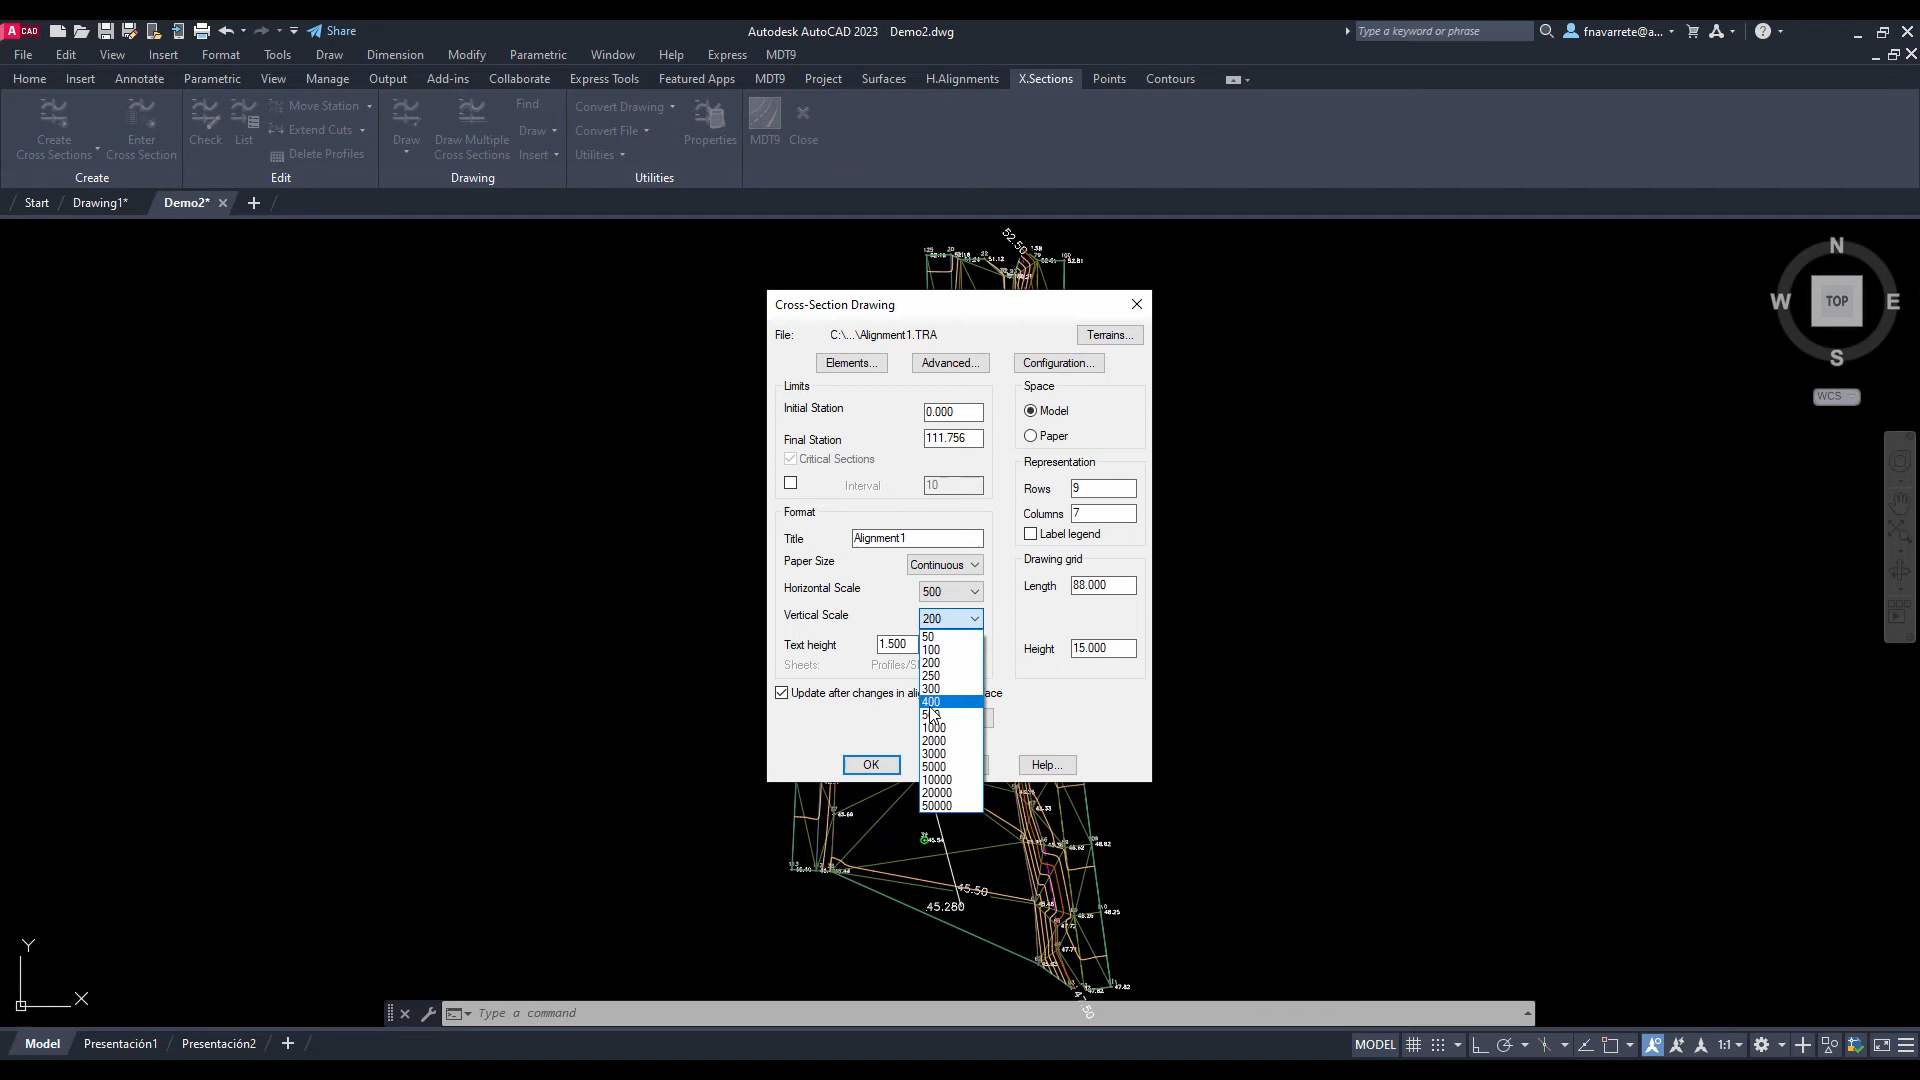 A CAD Share Autodesk AutoCAD 2023 Demo2.dwg Type a keyword or phrase fnavarrete@a...
File Edit View Insert Format Tools Draw Dimension Modify Parametric Window Help Express MDT9
Home Insert Annotate Parametric View Manage Output Add-ins Collaborate Express Tools Featured Apps MDT9 Project Surfaces H.Alignments X.Sections Points Contours
Create Cross Sections Enter Cross Section Check List Move Station Extend Cuts Delete Profiles Draw Draw Multiple Cross Sections Find Draw Insert Convert Drawing Convert File Utilities Properties MDT9 Close
Create Edit Drawing Utilities
Start Drawing1* Demo2*
N
W TOP E
S
WCS
52.50
Cross-Section Drawing
File: C:\...\Alignment1.TRA Terrains...
Elements... Advanced... Configuration...
Limits Space
Initial Station 0.000 Model
Final Station 111.756 Paper
Critical Sections Representation
Interval 10 Rows 9
Format Columns 7
Title Alignment1 Label legend
Paper Size Continuous Drawing grid
Horizontal Scale 500 Length 88.000
Vertical Scale 200
50
Text height 1.500 100 Height 15.000
Sheets: Profiles/S 200
250
300
Update after changes in ali ace
400
1000
2000
3000
OK 5000 Help...
10000
20000
50000
45.50
45.280
47.50
Y
X
Type a command
Model Presentación1 Presentación2 MODEL 1:1